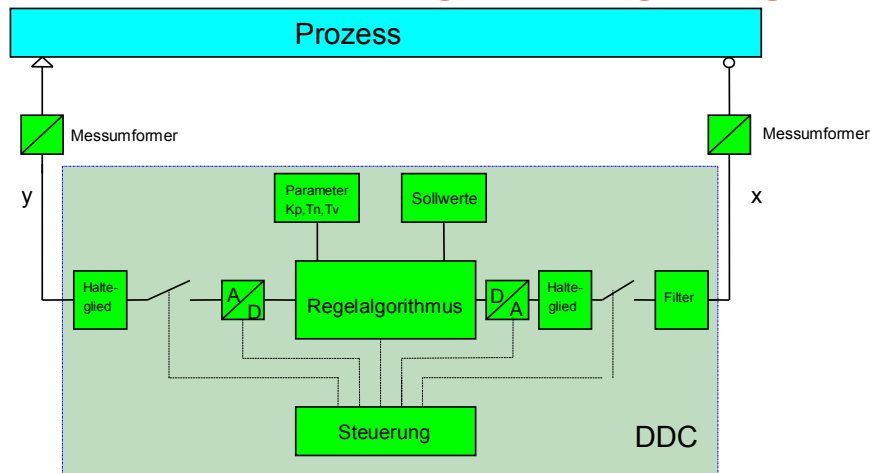 Prozess
Messumformer
Messumformer
y
x
Parameter
Kp,Tn,Tv
Sollwerte
Halte-
glied
A
D
Regelalgorithmus
D
A
Halte-
glied
Filter
Steuerung
DDC